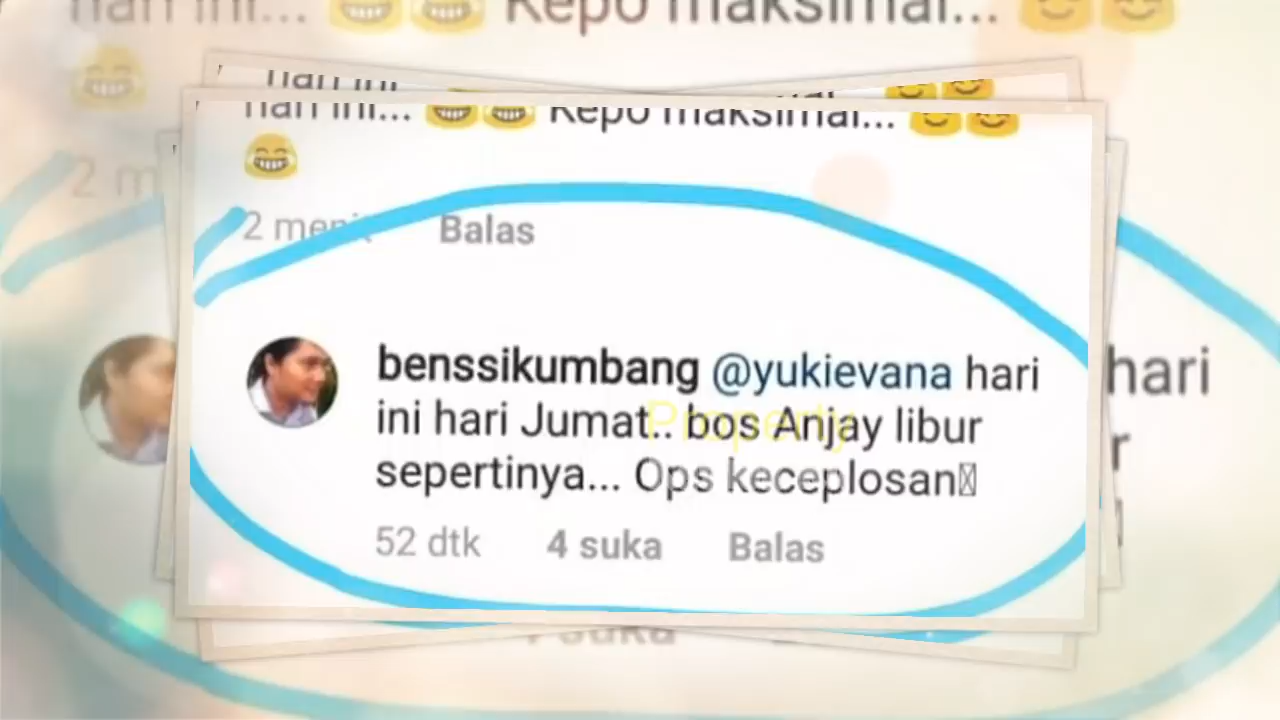 hari ini... 😂😂 Kepo maksimal... 😊😊
😂
2 menit Balas
benssikumbang @yukievana hari
ini hari Jumat.. bos Anjay libur
sepertinya... Ops keceplosan
Property
52 dtk 4 suka Balas